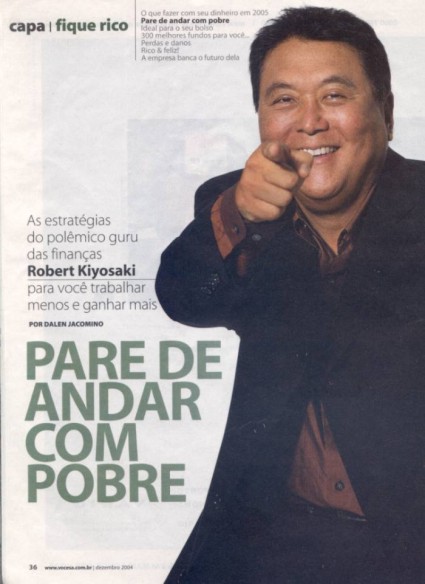 capa | fique rico
O que fazer com seu dinheiro em 2005
Pare de andar com pobre
Ideal para o seu bolso
300 melhores fundos para você...
Perdas e danos
Rico & feliz!
A empresa banca o futuro dela
As estratégias
do polêmico guru
das finanças
Robert Kiyosaki
para você trabalhar
menos e ganhar mais
POR DALEN JACOMINO
PARE DE
ANDAR
COM
POBRE
36 www.vocesa.com.br | dezembro 2004